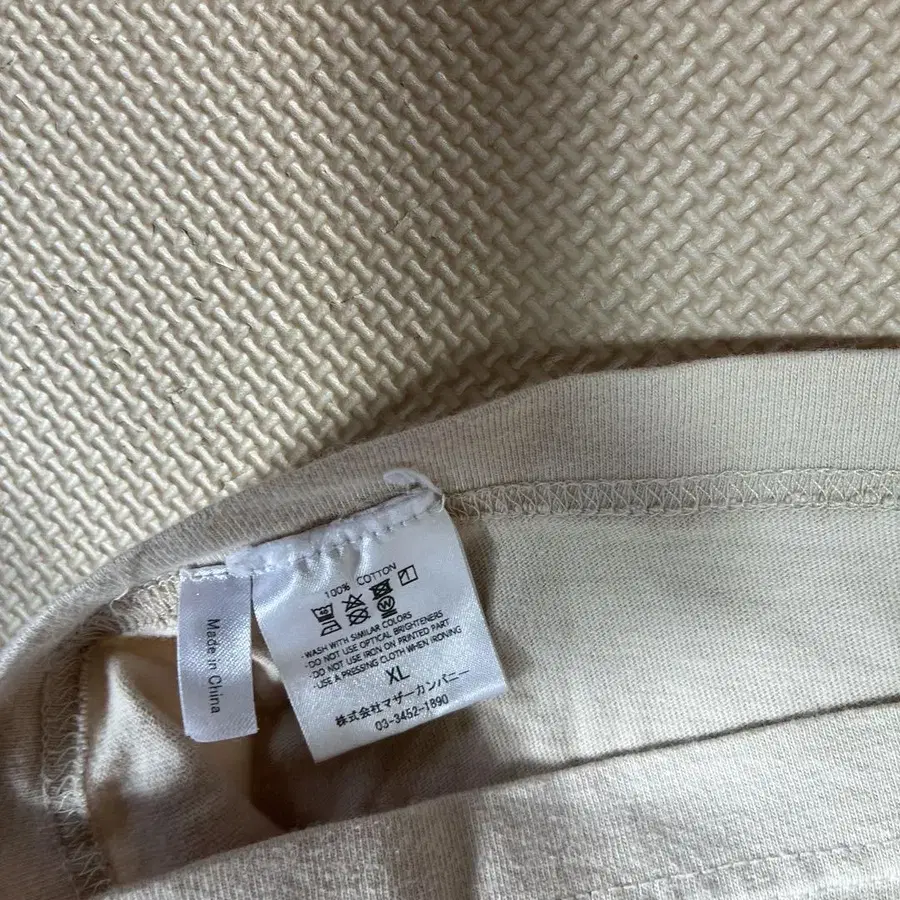 Made in China
100% COTTON
·WASH WITH SIMILAR COLORS
·DO NOT USE OPTICAL BRIGHTENERS
·DO NOT USE IRON ON PRINTED PART
·USE A PRESSING CLOTH WHEN IRONING
XL
株式会社マザーカンパニー
03-3452-1890